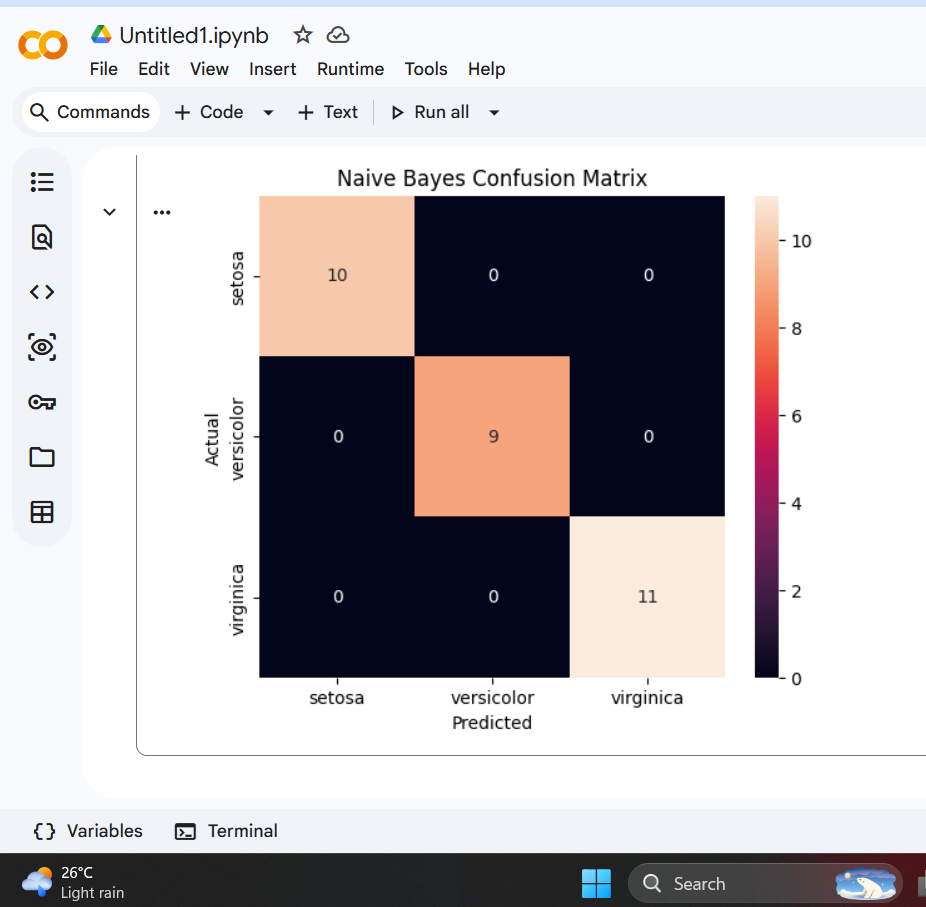 Untitled1.ipynb
File Edit View Insert Runtime Tools Help
Commands + Code + Text Run all
Naive Bayes Confusion Matrix
setosa 10 0 0
Actual
versicolor 0 9 0
virginica 0 0 11
setosa versicolor virginica
Predicted
10
8
6
4
2
0
Variables Terminal
26°C
Light rain
Search